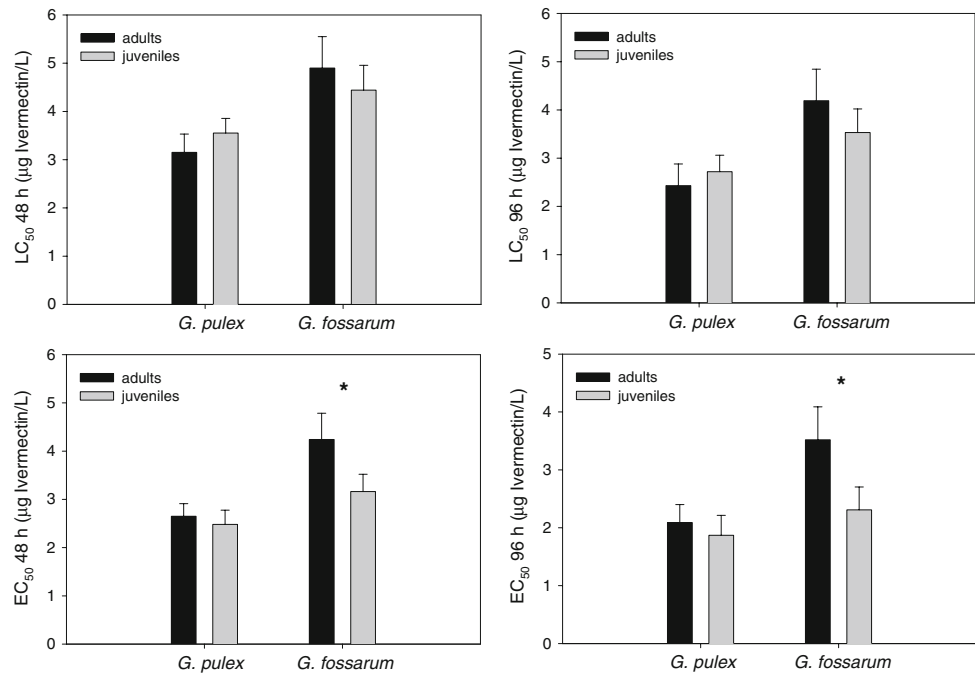 6
5
4
3
2
1
0
LC50 48 h (µg Ivermectin/L)
adults
juveniles
G. pulex
G. fossarum
6
5
4
3
2
1
0
LC50 96 h (µg Ivermectin/L)
adults
juveniles
G. pulex
G. fossarum
6
5
4
3
2
1
0
EC50 48 h (µg Ivermectin/L)
adults
juveniles
*
G. pulex
G. fossarum
5
4
3
2
1
0
EC50 96 h (µg Ivermectin/L)
adults
juveniles
*
G. pulex
G. fossarum